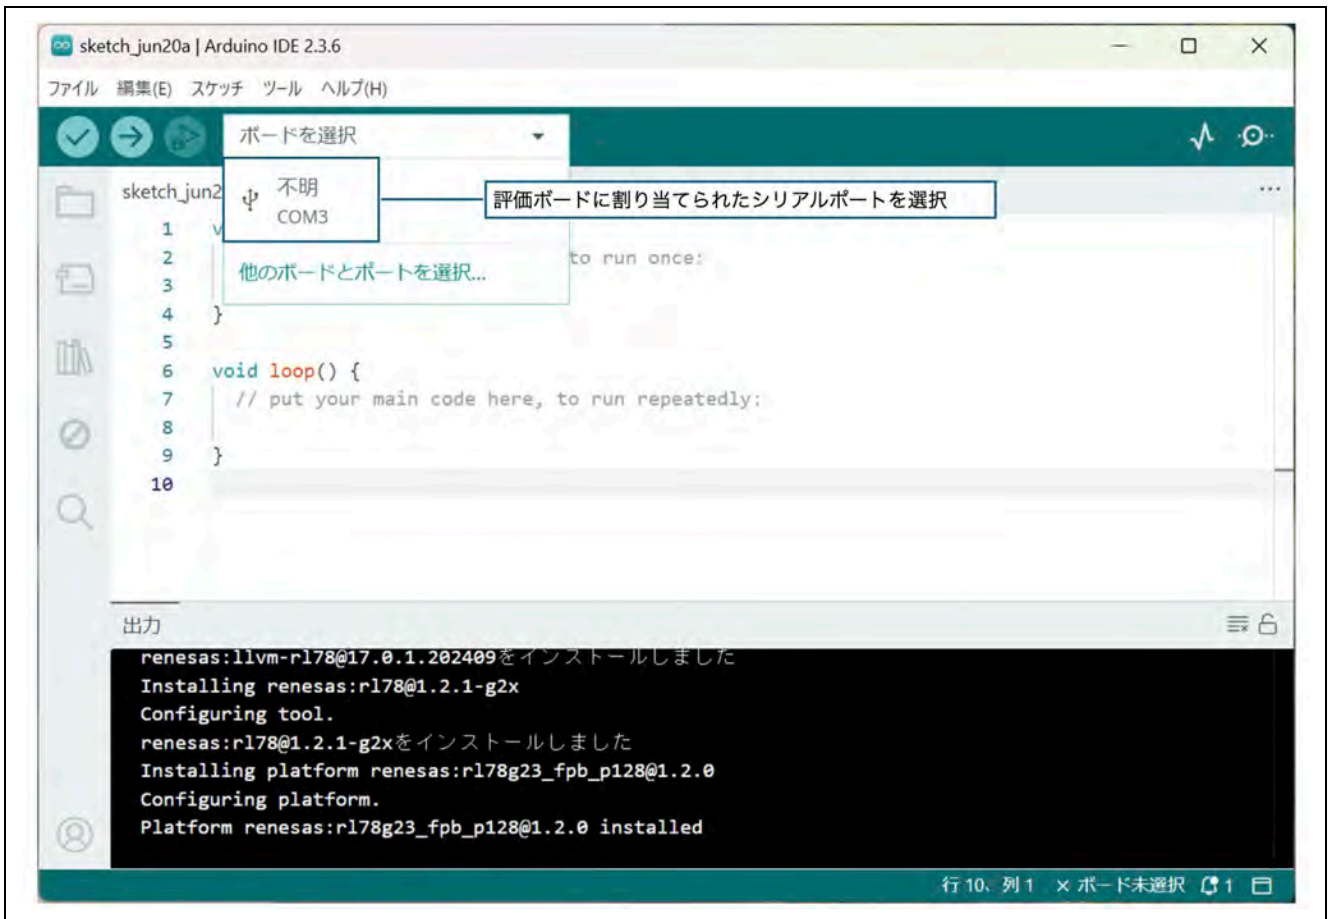 sketch_jun20a | Arduino IDE 2.3.6
ファイル 編集(E) スケッチ ツール ヘルプ(H)
ボードを選択
sketch_jun2
不明
COM3
評価ボードに割り当てられたシリアルポートを選択
...
他のボードとポートを選択...
1 v
2 to run once:
3
4 }
5
6 void loop() {
7 // put your main code here, to run repeatedly:
8
9 }
10
出力
renesas:llvm-rl78@17.0.1.202409をインストールしました
Installing renesas:rl78@1.2.1-g2x
Configuring tool.
renesas:rl78@1.2.1-g2xをインストールしました
Installing platform renesas:rl78g23_fpb_p128@1.2.0
Configuring platform.
Platform renesas:rl78g23_fpb_p128@1.2.0 installed
行 10、列 1 × ボード未選択 1